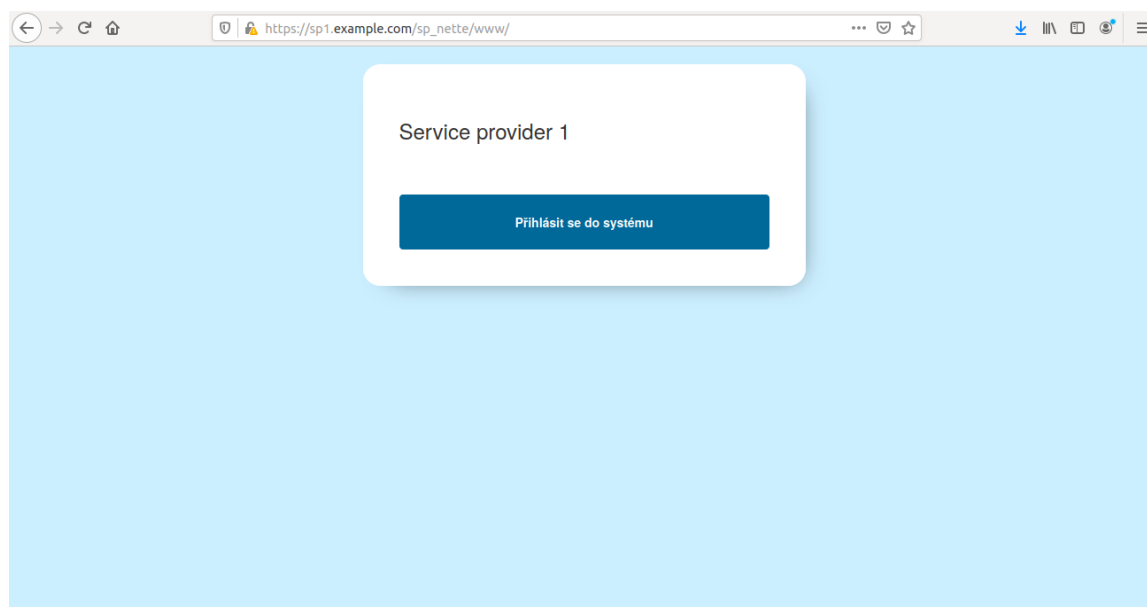 https://sp1.example.com/sp_nette/www/
Service provider 1
Přihlásit se do systému